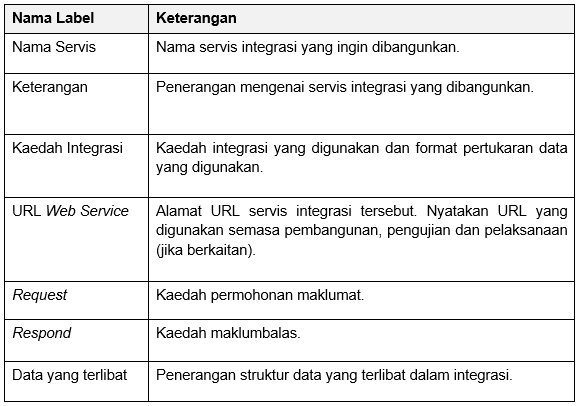 Nama Label Keterangan
Nama Servis Nama servis integrasi yang ingin dibangunkan.
Keterangan Penerangan mengenai servis integrasi yang dibangunkan.
Kaedah Integrasi Kaedah integrasi yang digunakan dan format pertukaran data
yang digunakan.
URL Web Service Alamat URL servis integrasi tersebut. Nyatakan URL yang
digunakan semasa pembangunan, pengujian dan pelaksanaan
(jika berkaitan).
Request Kaedah permohonan maklumat.
Respond Kaedah maklumbalas.
Data yang terlibat Penerangan struktur data yang terlibat dalam integrasi.